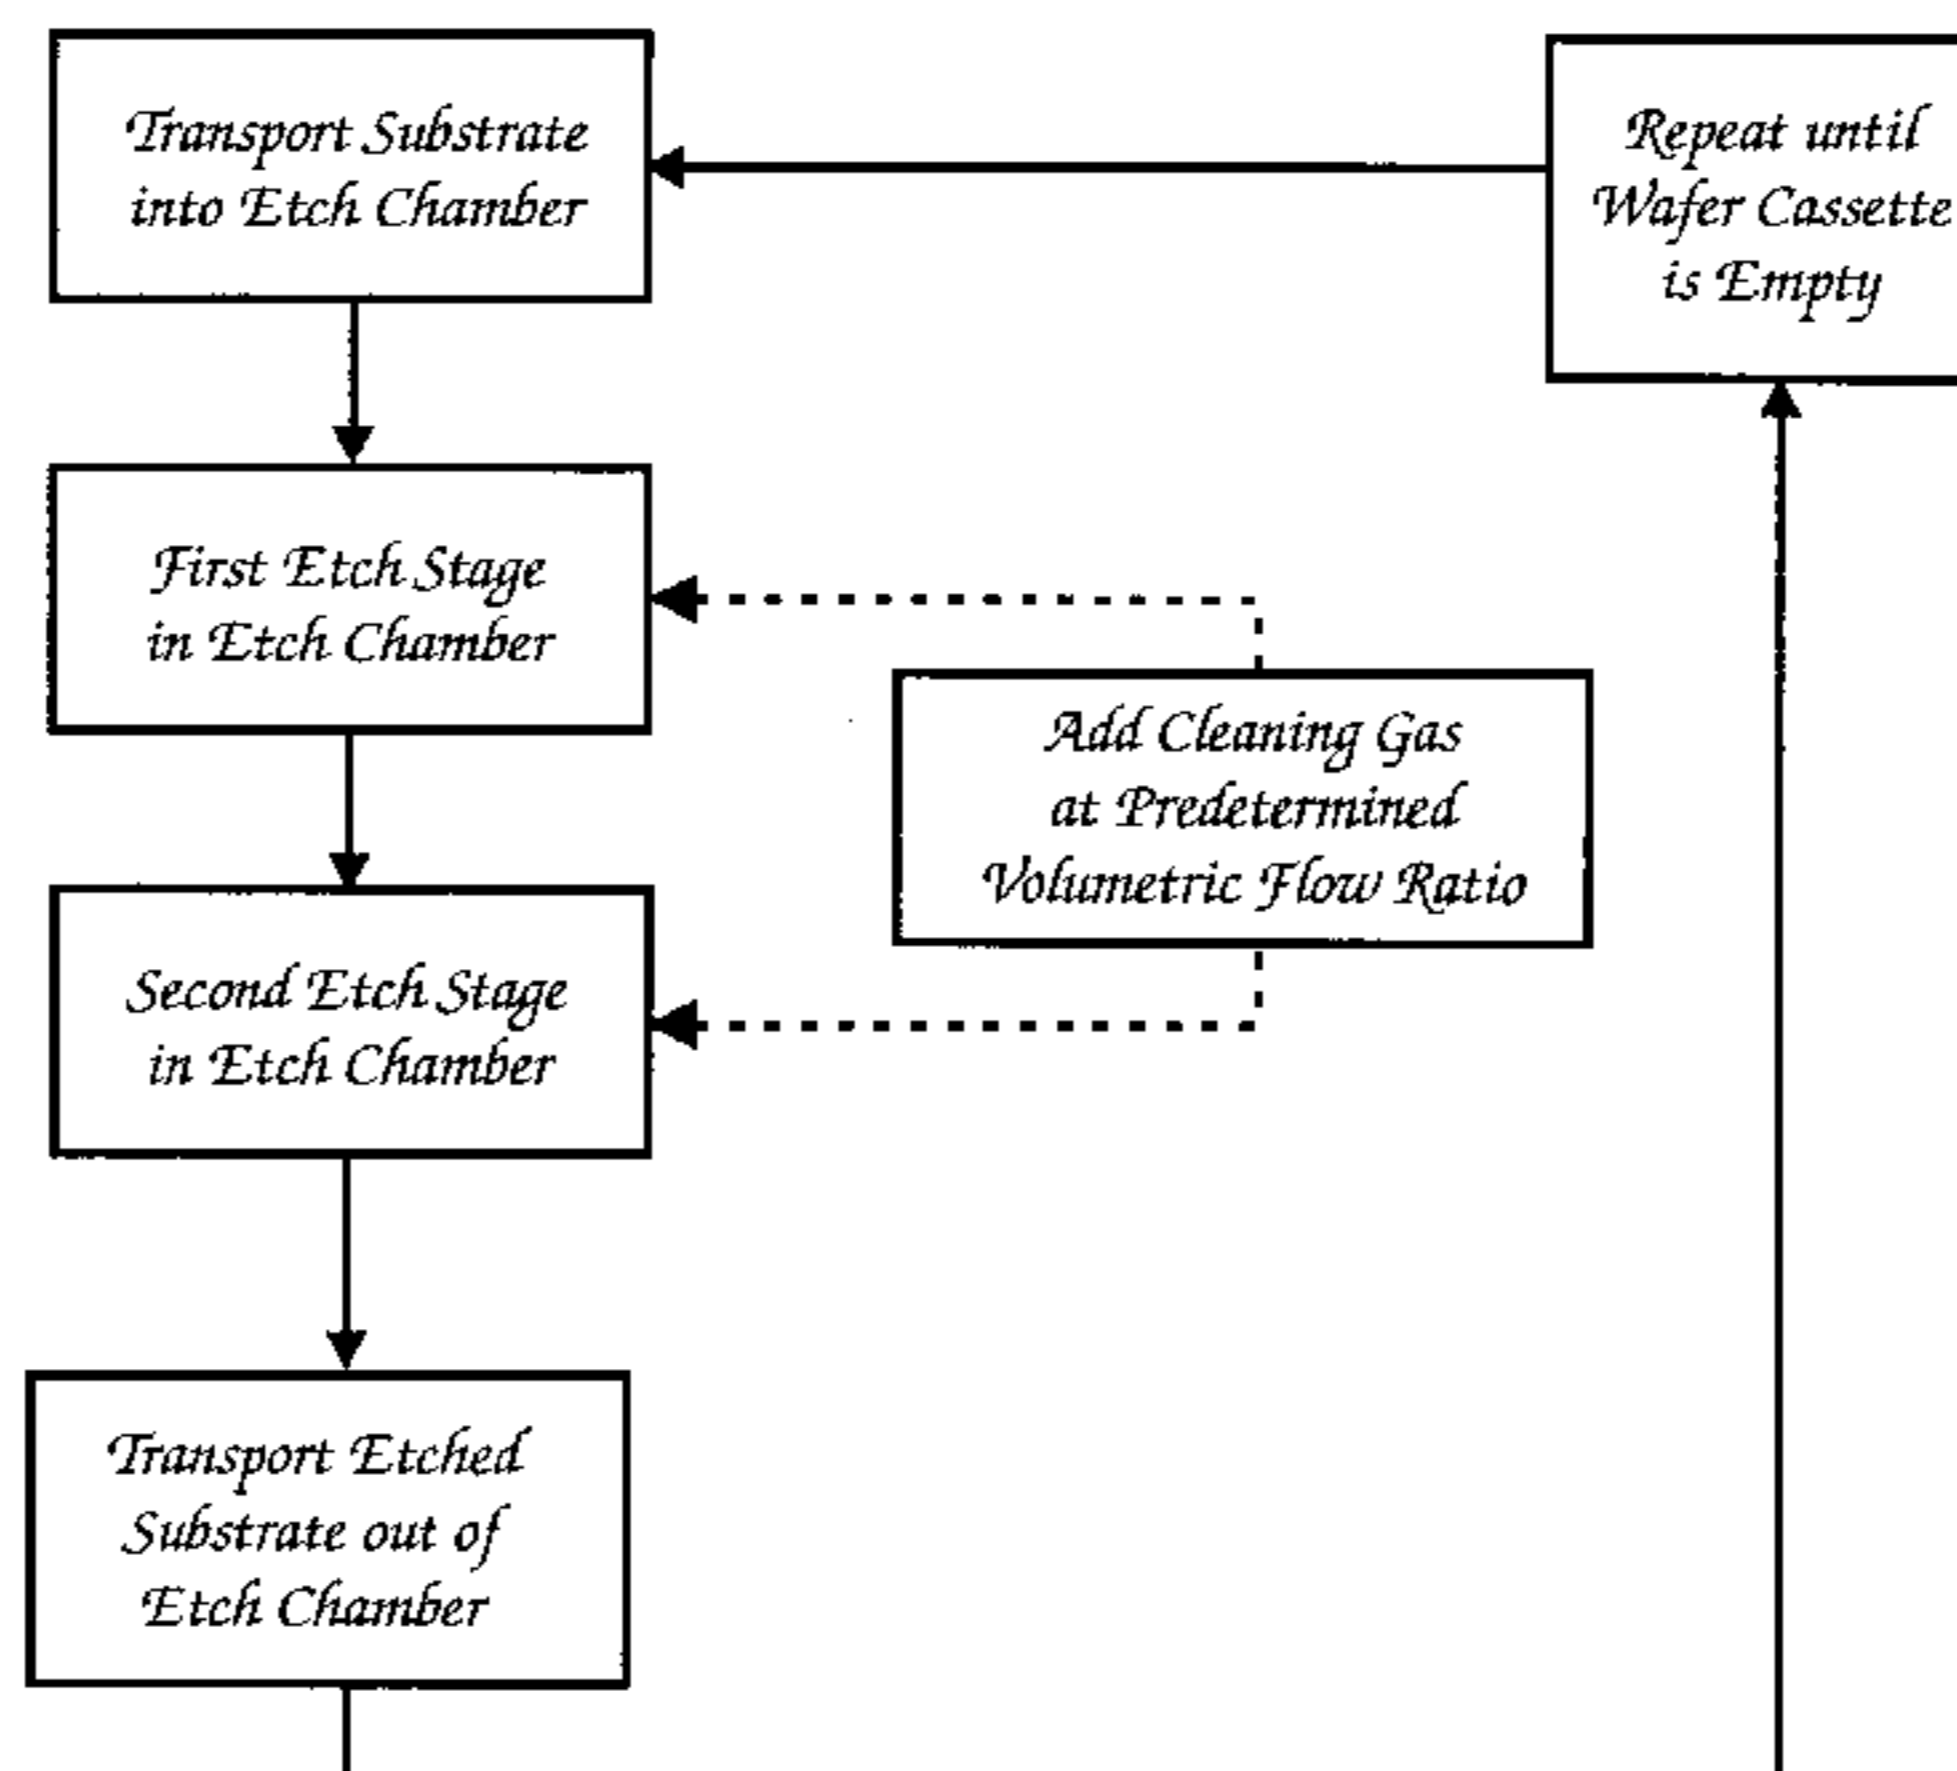 Transport Substrate
into Etch Chamber
Repeat until
Wafer Cassette
is Empty
First Etch Stage
in Etch Chamber
Add Cleaning Gas
at Predetermined
Volumetric Flow Ratio
Second Etch Stage
in Etch Chamber
Transport Etched
Substrate out of
Etch Chamber